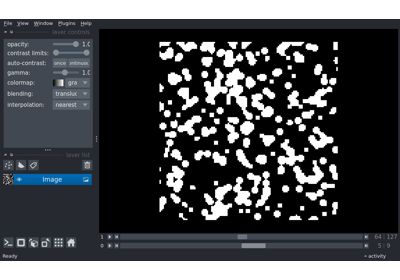 File View Window Plugins Help
layer controls
opacity: 1.0
contrast limits:
auto-contrast: once
gamma: 1.0
colormap: gra
blending: translu
interpolation: nearest
layer list
Image
1 64 127
0 5 9
Ready activity